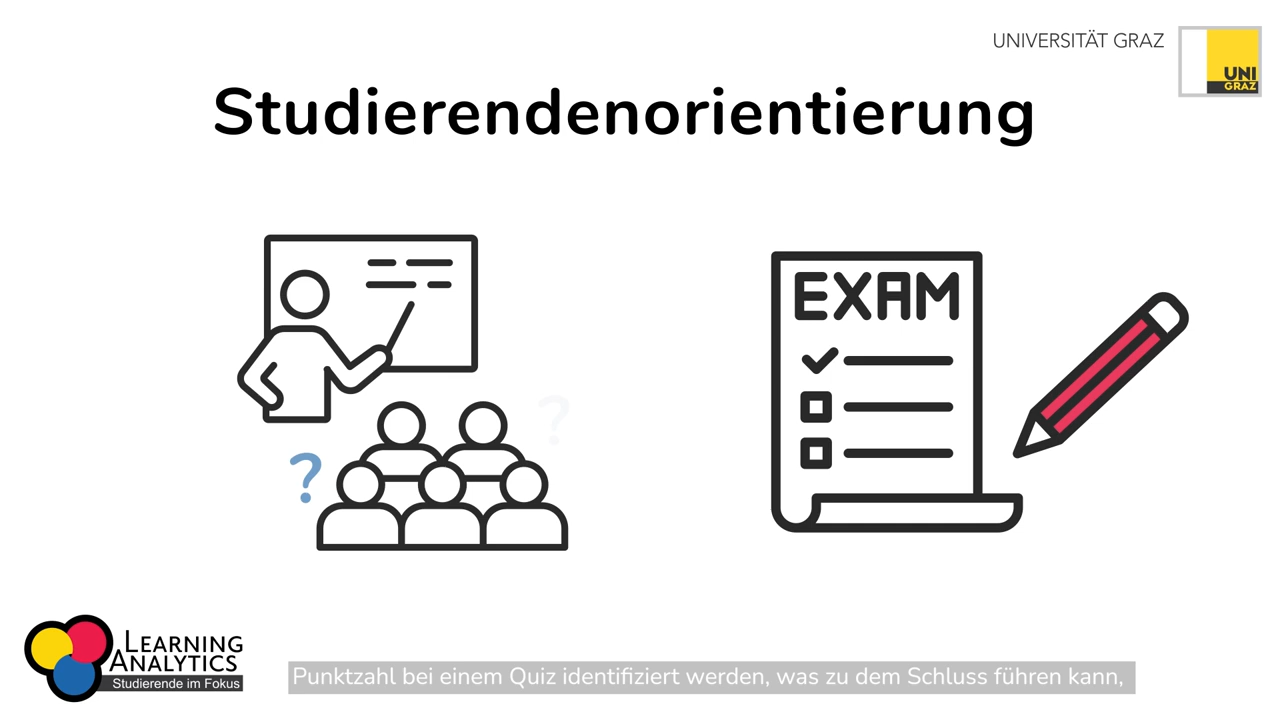 UNIVERSITÄT GRAZ
UNI
GRAZ
Studierendenorientierung
EXAM
?
?
LEARNING
ANALYTICS
Studierende im Fokus
Punktzahl bei einem Quiz identifiziert werden, was zu dem Schluss führen kann,